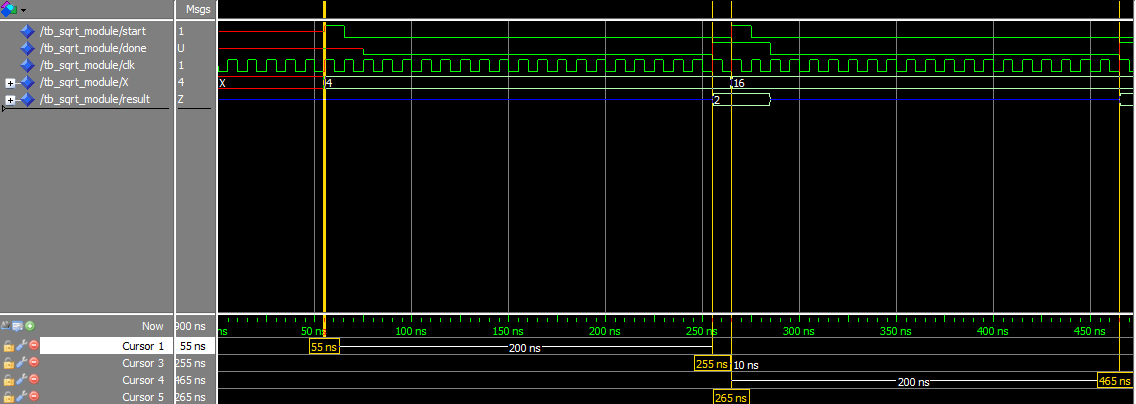 Msgs
/tb_sqrt_module/start 1
/tb_sqrt_module/done U
/tb_sqrt_module/clk 1
/tb_sqrt_module/X 4 X 4 16
/tb_sqrt_module/result Z 2
Now 900 ns ns 50 ns 100 ns 150 ns 200 ns 250 ns 300 ns 350 ns 400 ns 450 ns
Cursor 1 55 ns 55 ns 200 ns
Cursor 3 255 ns 255 ns 10 ns
Cursor 4 465 ns 200 ns 465 ns
Cursor 5 265 ns 265 ns